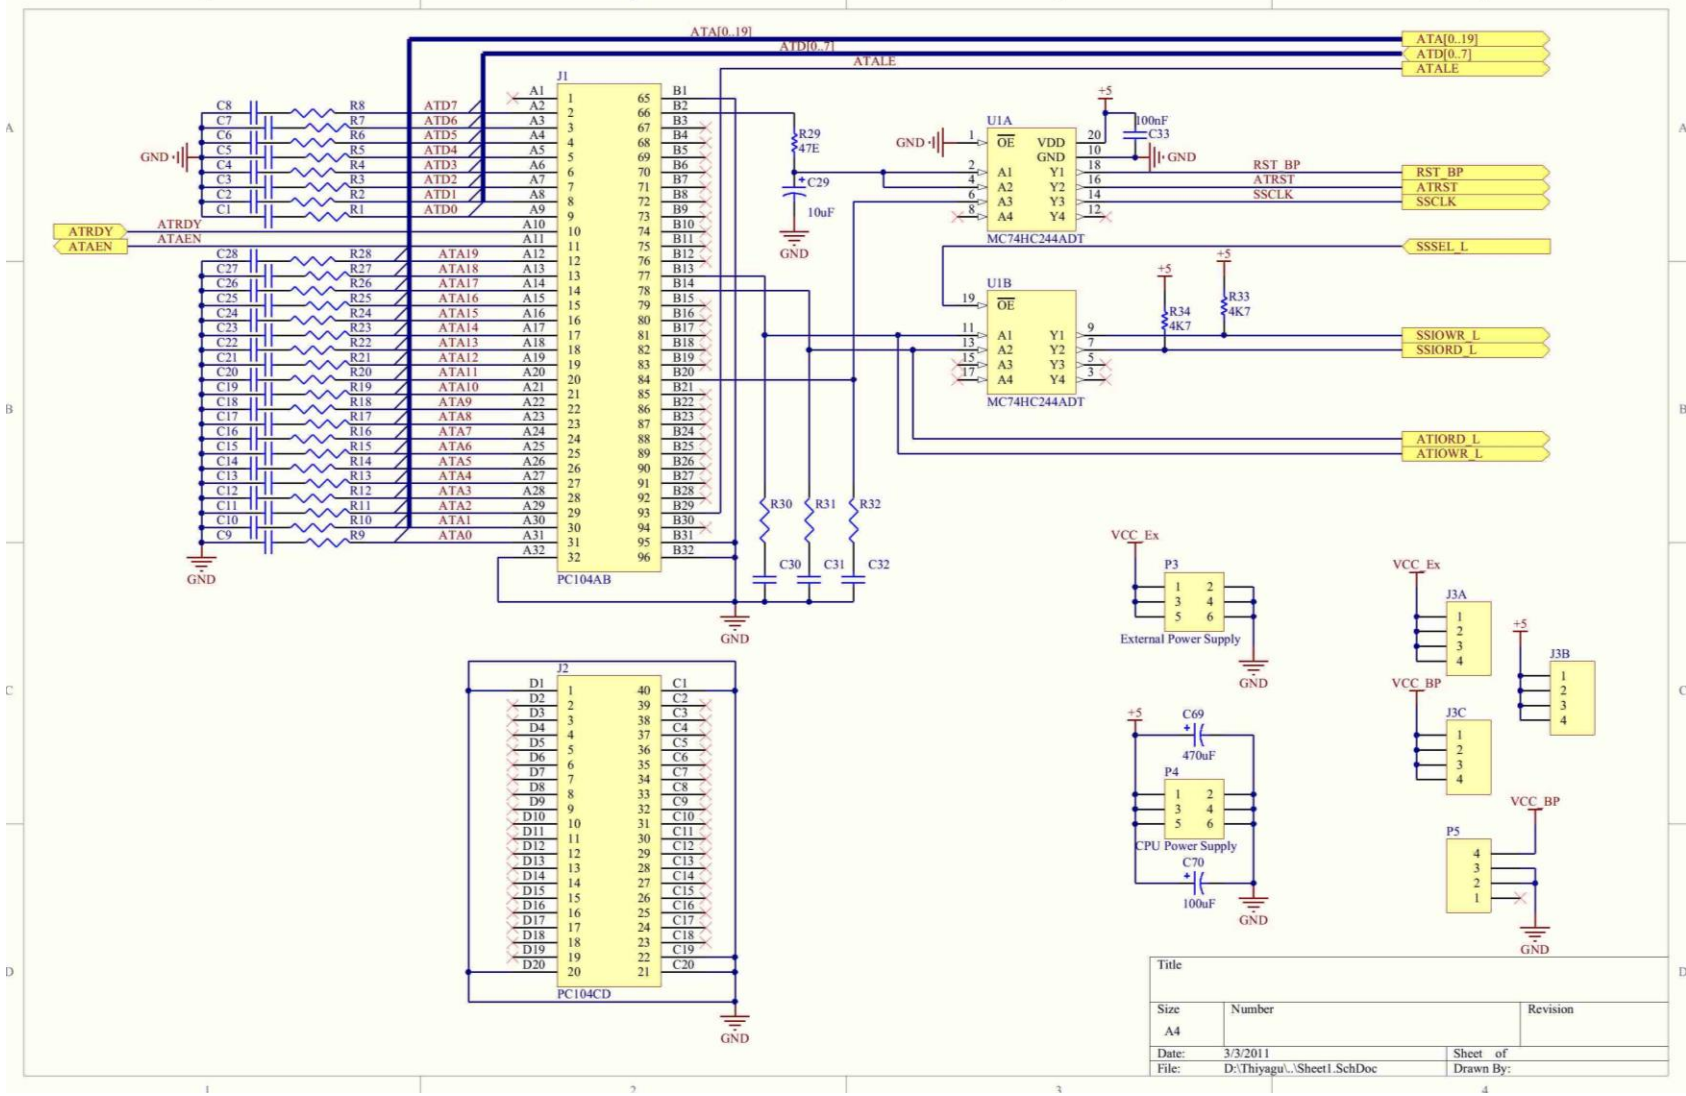 ATA[0..19]
ATD[0..7]
ATALE
ATA[0..19]
ATD[0..7]
ATALE
J1
A1 1 65 B1
C8 R8 ATD7 A2 2 66 B2
C7 R7 ATD6 A3 3 67 B3
C6 R6 ATD5 A4 4 68 B4
C5 R5 ATD4 A5 5 69 B5
C4 R4 ATD3 A6 6 70 B6
C3 R3 ATD2 A7 7 71 B7
C2 R2 ATD1 A8 8 72 B8
C1 R1 ATD0 A9 9 73 B9
GND
ATRDY ATRDY A10 10 74 B10
ATAEN ATAEN A11 11 75 B11
C28 R28 ATA19 A12 12 76 B12
C27 R27 ATA18 A13 13 77 B13
C26 R26 ATA17 A14 14 78 B14
C25 R25 ATA16 A15 15 79 B15
C24 R24 ATA15 A16 16 80 B16
C23 R23 ATA14 A17 17 81 B17
C22 R22 ATA13 A18 18 82 B18
C21 R21 ATA12 A19 19 83 B19
C20 R20 ATA11 A20 20 84 B20
C19 R19 ATA10 A21 21 85 B21
C18 R18 ATA9 A22 22 86 B22
C17 R17 ATA8 A23 23 87 B23
C16 R16 ATA7 A24 24 88 B24
C15 R15 ATA6 A25 25 89 B25
C14 R14 ATA5 A26 26 90 B26
C13 R13 ATA4 A27 27 91 B27
C12 R12 ATA3 A28 28 92 B28
C11 R11 ATA2 A29 29 93 B29
C10 R10 ATA1 A30 30 94 B30
C9 R9 ATA0 A31 31 95 B31
A32 32 96 B32
GND
PC104AB
R29
47E
C29
10uF
GND
+5
100nF
C33
GND
U1A
GND 1 OE VDD 20
GND 10
2 A1 Y1 18 RST_BP RST_BP
4 A2 Y2 16 ATRST ATRST
6 A3 Y3 14 SSCLK SSCLK
8 A4 Y4 12
MC74HC244ADT
SSSEL_L
+5
+5
R34
4K7
R33
4K7
U1B
19 OE
11 A1 Y1 9 SSIOWR_L
13 A2 Y2 7 SSIORD_L
15 A3 Y3 5
17 A4 Y4 3
MC74HC244ADT
ATIORD_L
ATIOWR_L
R30 R31 R32
C30 C31 C32
GND
J2
D1 1 40 C1
D2 2 39 C2
D3 3 38 C3
D4 4 37 C4
D5 5 36 C5
D6 6 35 C6
D7 7 34 C7
D8 8 33 C8
D9 9 32 C9
D10 10 31 C10
D11 11 30 C11
D12 12 29 C12
D13 13 28 C13
D14 14 27 C14
D15 15 26 C15
D16 16 25 C16
D17 17 24 C17
D18 18 23 C18
D19 19 22 C19
D20 20 21 C20
PC104CD
GND
VCC_Ex
P3
1 2
3 4
5 6
External Power Supply
GND
+5
C69
470uF
P4
1 2
3 4
5 6
CPU Power Supply
C70
100uF
GND
VCC_Ex
J3A
1
2
3
4
+5
J3B
1
2
3
4
VCC_BP
J3C
1
2
3
4
VCC_BP
P5
4
3
2
1
GND
Title
Size Number Revision
A4
Date: 3/3/2011 Sheet of
File: D:\Thiyagu\..\Sheet1.SchDoc Drawn By:
A A
B B
C C
D D
1 2 3 4